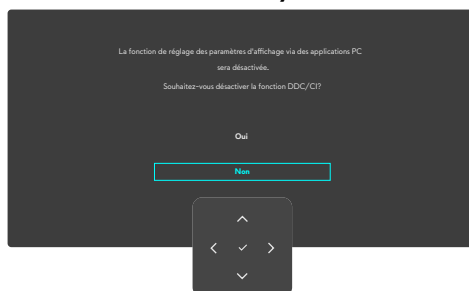 La fonction de réglage des paramètres d'affichage via des applications PC
sera désactivée.
Souhaitez-vous désactiver la fonction DDC/CI?
Oui
Non